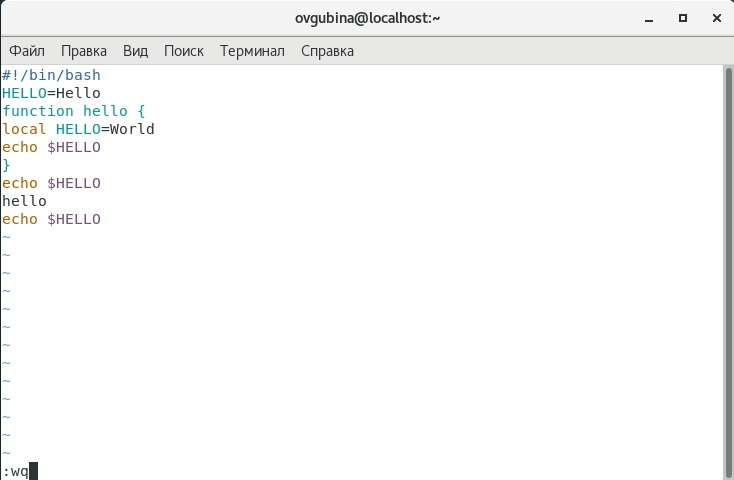 ovgubina@localhost:~
Файл Правка Вид Поиск Терминал Справка
#!/bin/bash
HELLO=Hello
function hello {
local HELLO=World
echo $HELLO
}
echo $HELLO
hello
echo $HELLO
~
~
~
~
~
~
~
~
~
~
~
~
~
:wq